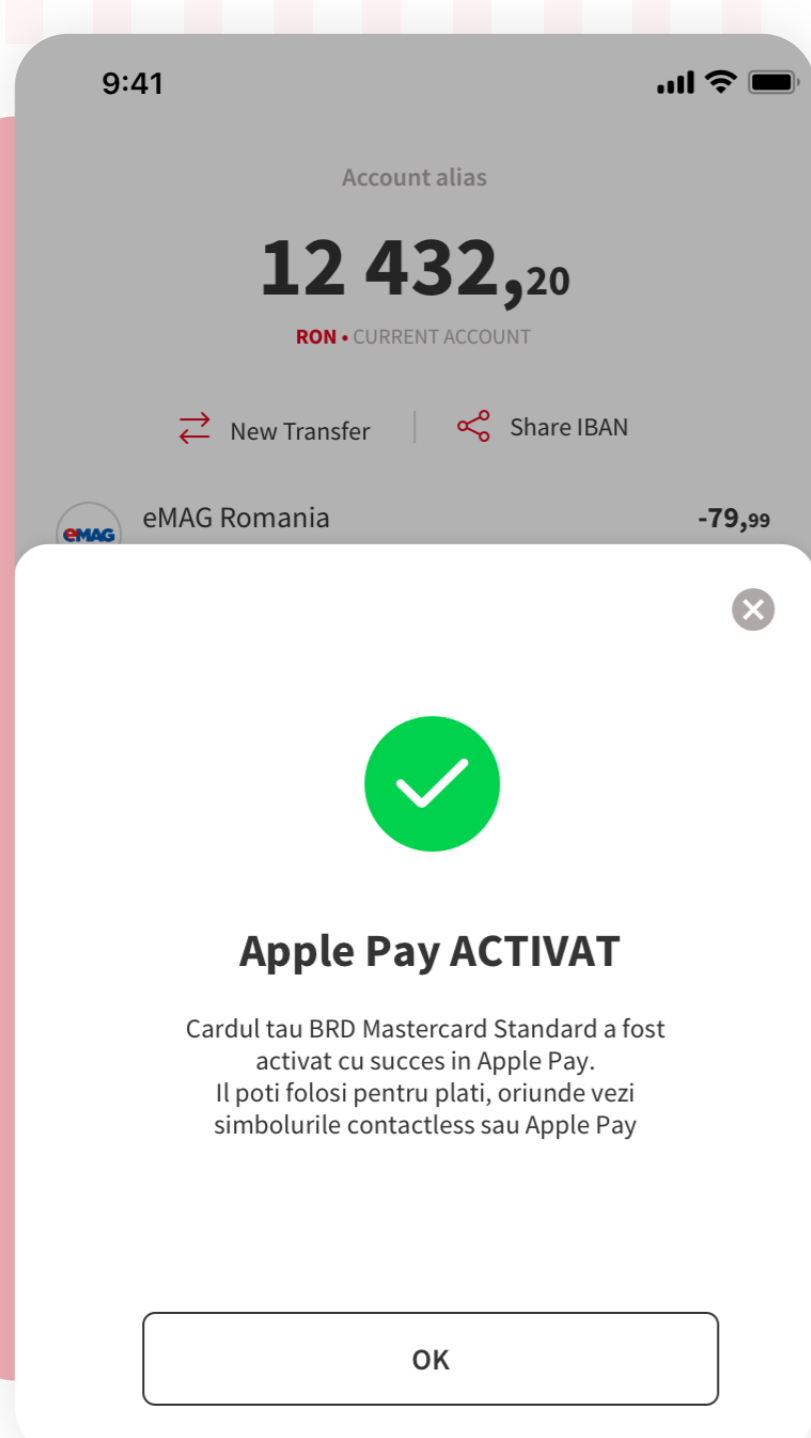 9:41
Account alias
12 432,20
RON • CURRENT ACCOUNT
New Transfer
Share IBAN
eMAG
eMAG Romania
-79,99
Apple Pay ACTIVAT
Cardul tau BRD Mastercard Standard a fost
activat cu succes in Apple Pay.
Il poti folosi pentru plati, oriunde vezi
simbolurile contactless sau Apple Pay
OK